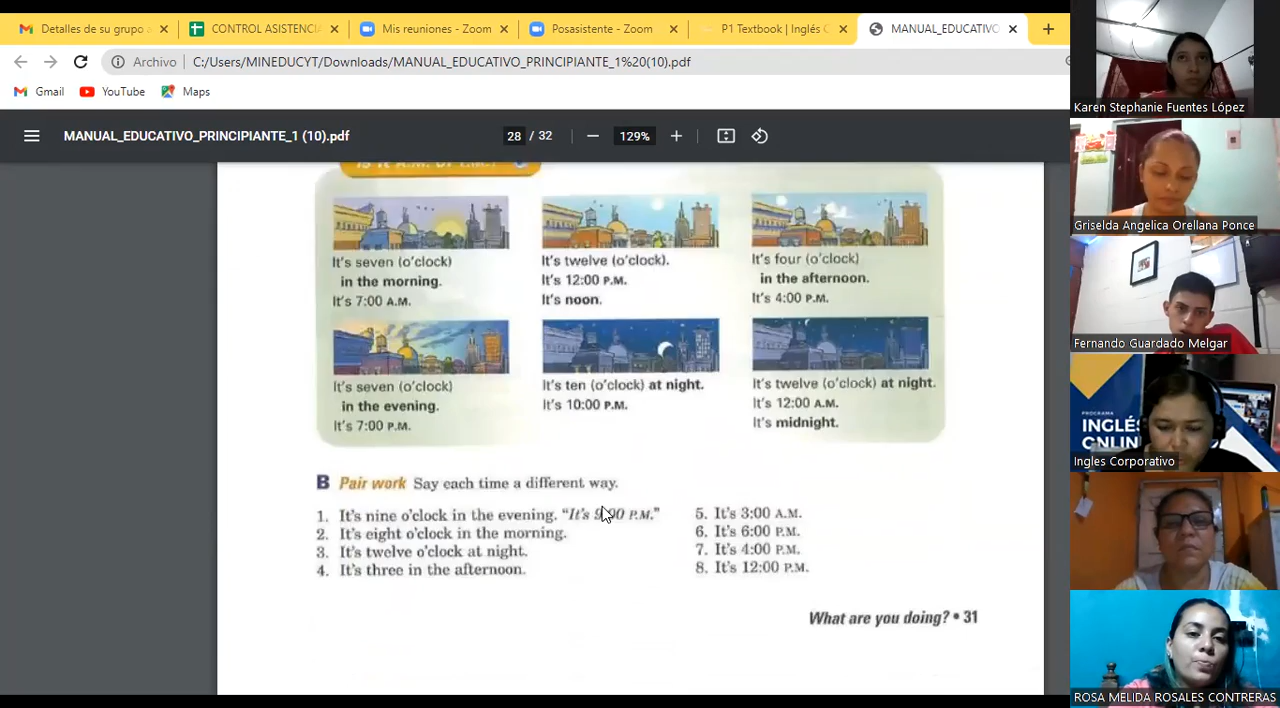 Detalles de su grupo
CONTROL ASISTENCIA
Mis reuniones - Zoom
Posasistente - Zoom
P1 Textbook | Inglés C
MANUAL_EDUCATIVO
Archivo
C:/Users/MINEDUCYT/Downloads/MANUAL_EDUCATIVO_PRINCIPIANTE_1%20(10).pdf
Gmail
YouTube
Maps
MANUAL_EDUCATIVO_PRINCIPIANTE_1 (10).pdf
28 / 32
129%
It's seven (o'clock)
in the morning.
It's 7:00 A.M.
It's twelve (o'clock).
It's 12:00 P.M.
It's noon.
It's four (o'clock)
in the afternoon.
It's 4:00 P.M.
It's seven (o'clock)
in the evening.
It's 7:00 P.M.
It's ten (o'clock) at night.
It's 10:00 P.M.
It's twelve (o'clock) at night.
It's 12:00 A.M.
It's midnight.
B Pair work Say each time a different way.
1. It's nine o'clock in the evening. "It's 9:00 P.M."
2. It's eight o'clock in the morning.
3. It's twelve o'clock at night.
4. It's three in the afternoon.
5. It's 3:00 A.M.
6. It's 6:00 P.M.
7. It's 4:00 P.M.
8. It's 12:00 P.M.
What are you doing? • 31
Karen Stephanie Fuentes López
Griselda Angelica Orellana Ponce
Fernando Guardado Melgar
PROGRAMA
INGLÉS
ONLIN
Ingles Corporativo
ROSA MELIDA ROSALES CONTRERAS